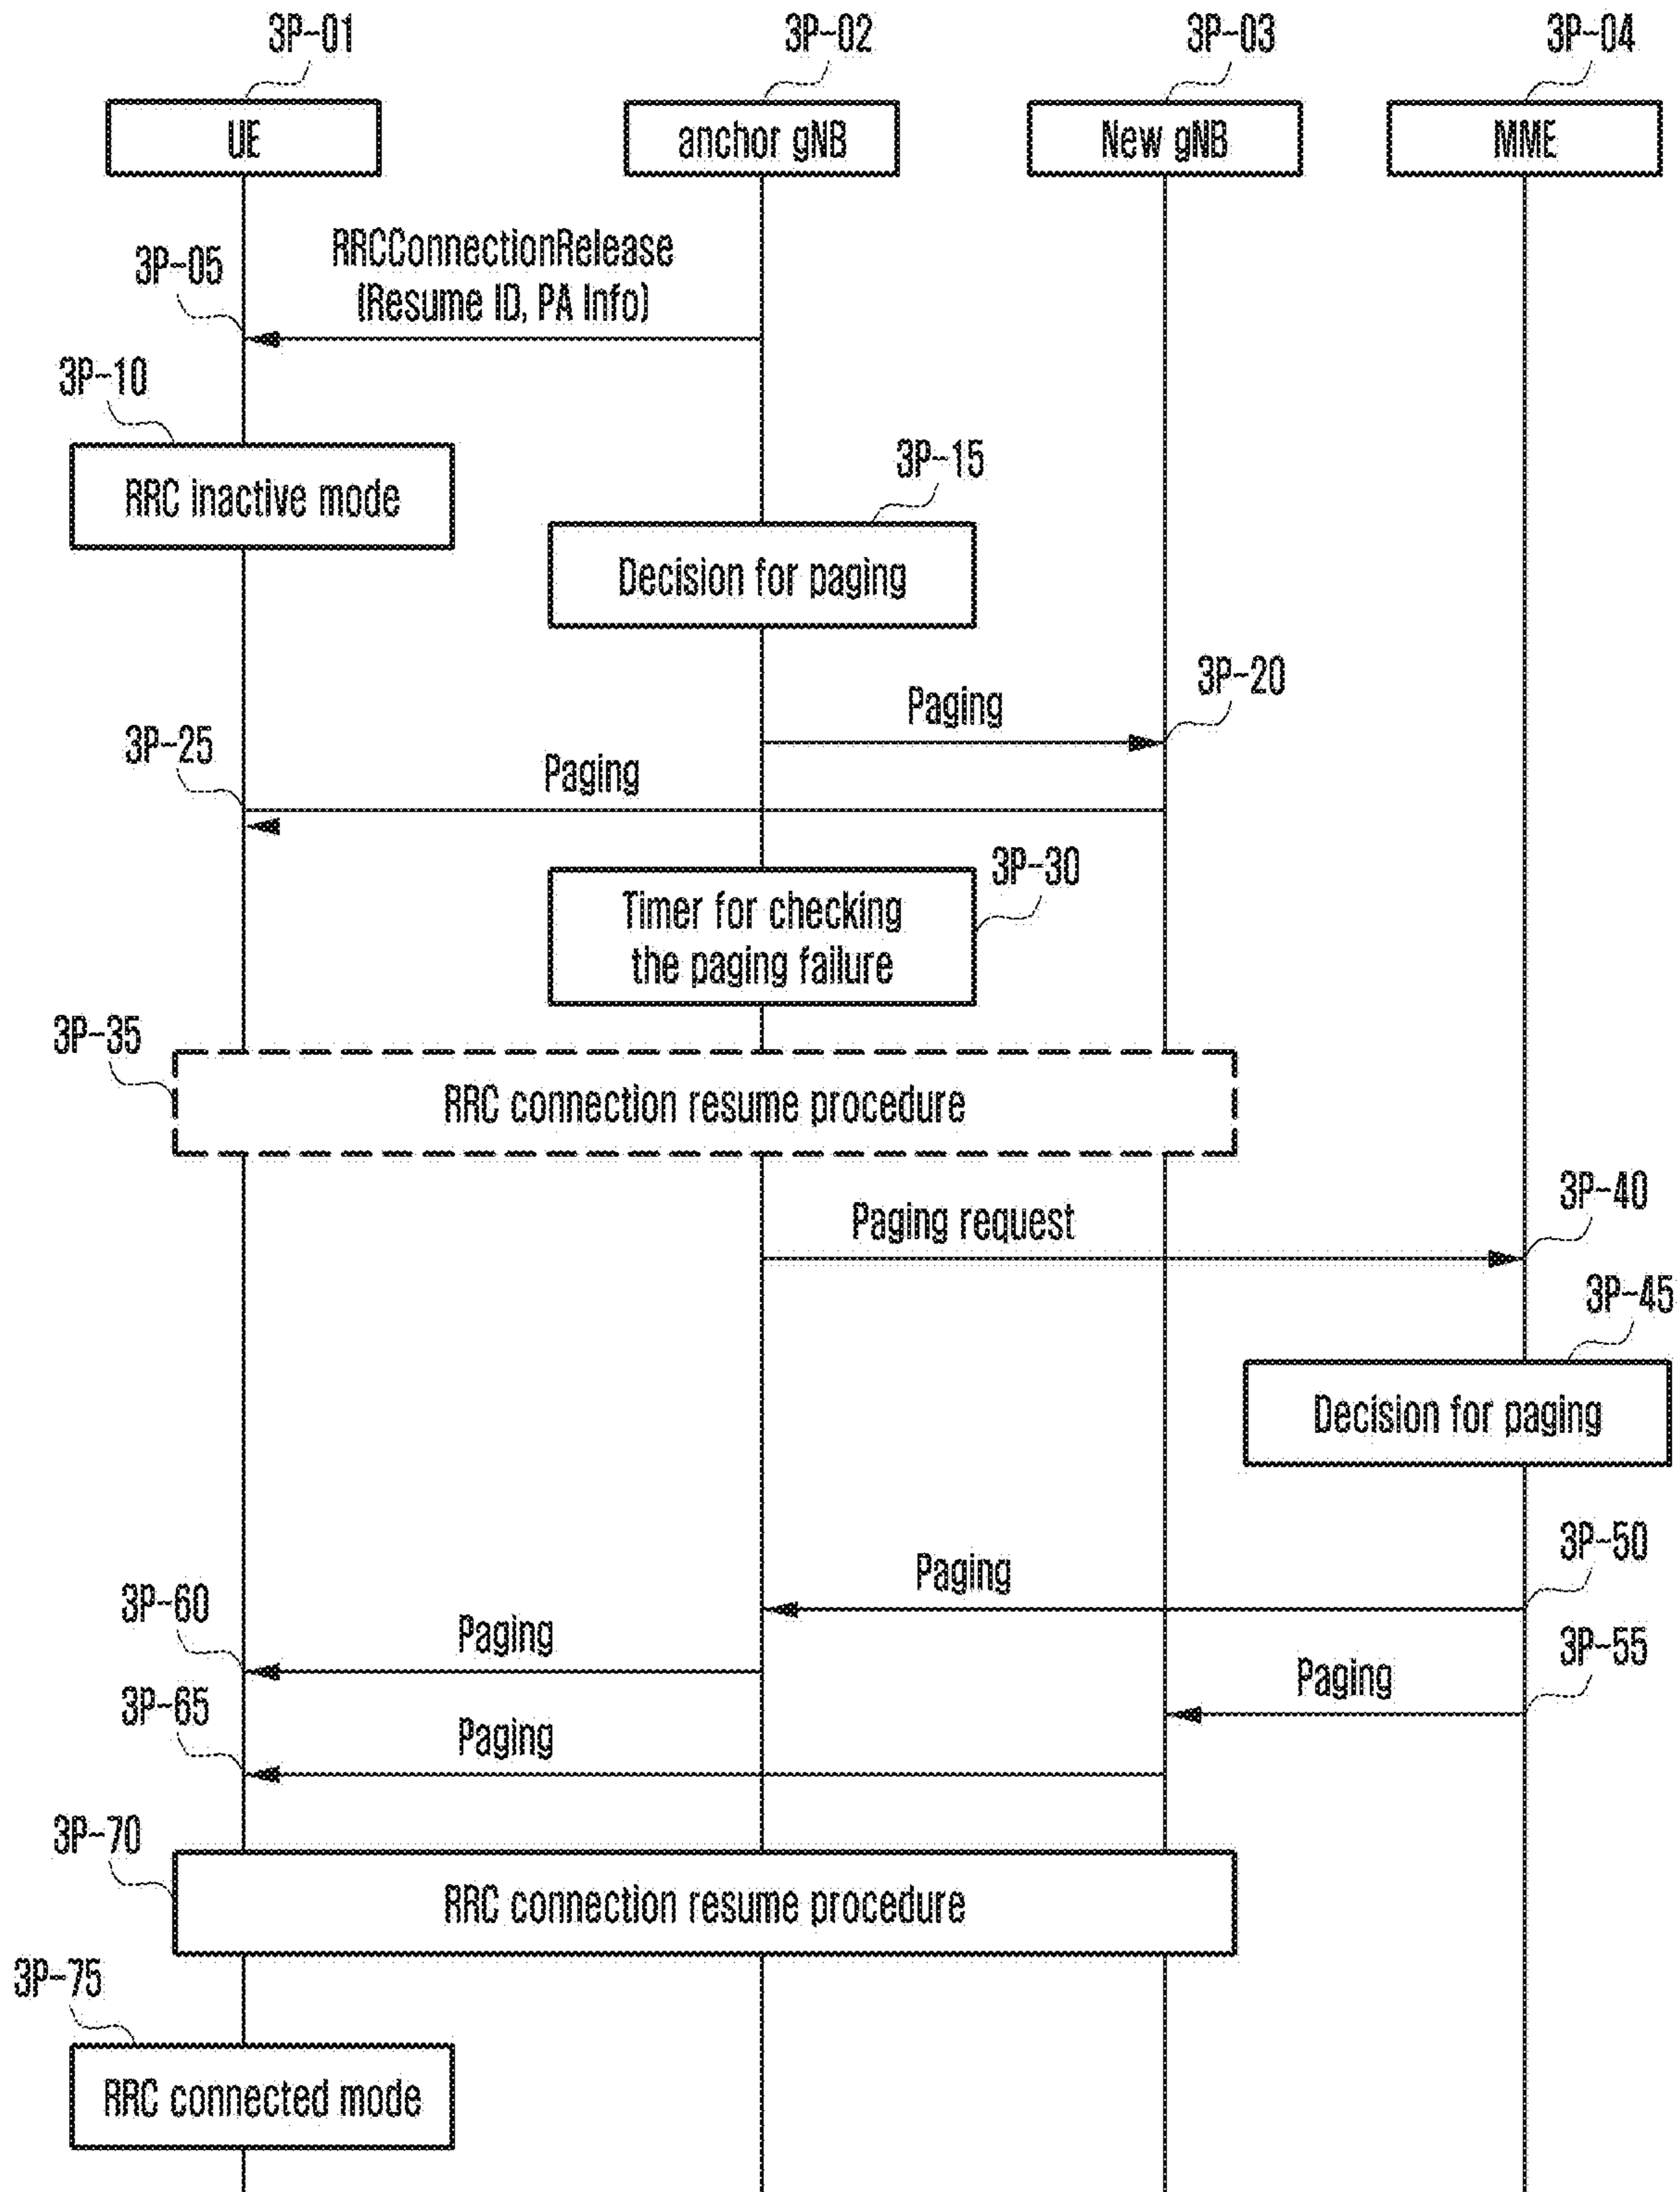 3P-01
3P-02
3P-03
3P-04
UE
anchor gNB
New gNB
MME
3P-05
RRCConnectionRelease
(Resume ID, PA Info)
3P-10
RRC inactive mode
3P-15
Decision for paging
3P-20
Paging
3P-25
Paging
3P-30
Timer for checking
the paging failure
3P-35
RRC connection resume procedure
3P-40
Paging request
3P-45
Decision for paging
3P-50
Paging
3P-60
Paging
3P-55
Paging
3P-65
Paging
3P-70
RRC connection resume procedure
3P-75
RRC connected mode